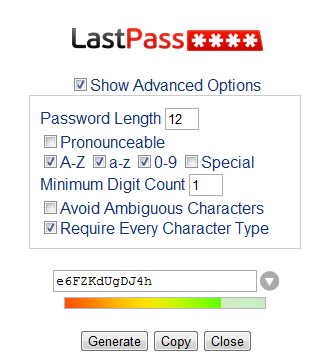 LastPass ****
Show Advanced Options
Password Length 12
Pronounceable
A-Z a-z 0-9 Special
Minimum Digit Count 1
Avoid Ambiguous Characters
Require Every Character Type
e6FZKdUgDJ4h
Generate Copy Close